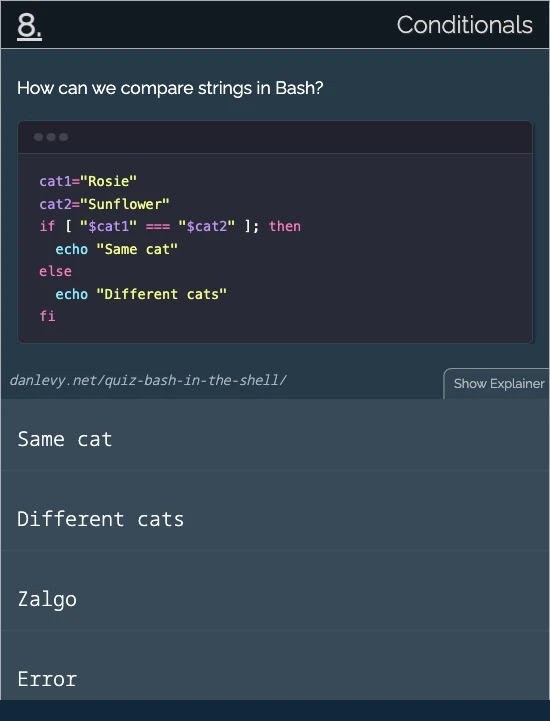 8.
Conditionals
How can we compare strings in Bash?
cat1="Rosie"
cat2="Sunflower"
if [ "$cat1" === "$cat2" ]; then
  echo "Same cat"
else
  echo "Different cats"
fi
danlevy.net/quiz-bash-in-the-shell/
Show Explainer
Same cat
Different cats
Zalgo
Error